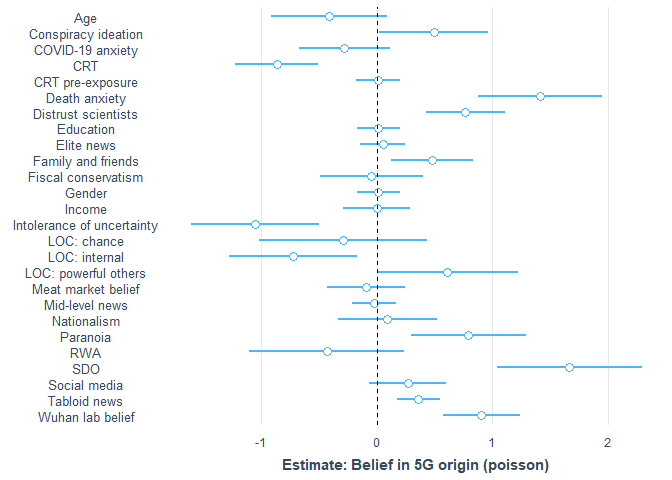 Age
Conspiracy ideation
COVID-19 anxiety
CRT
CRT pre-exposure
Death anxiety
Distrust scientists
Education
Elite news
Family and friends
Fiscal conservatism
Gender
Income
Intolerance of uncertainty
LOC: chance
LOC: internal
LOC: powerful others
Meat market belief
Mid-level news
Nationalism
Paranoia
RWA
SDO
Social media
Tabloid news
Wuhan lab belief
-1 0 1 2
Estimate: Belief in 5G origin (poisson)